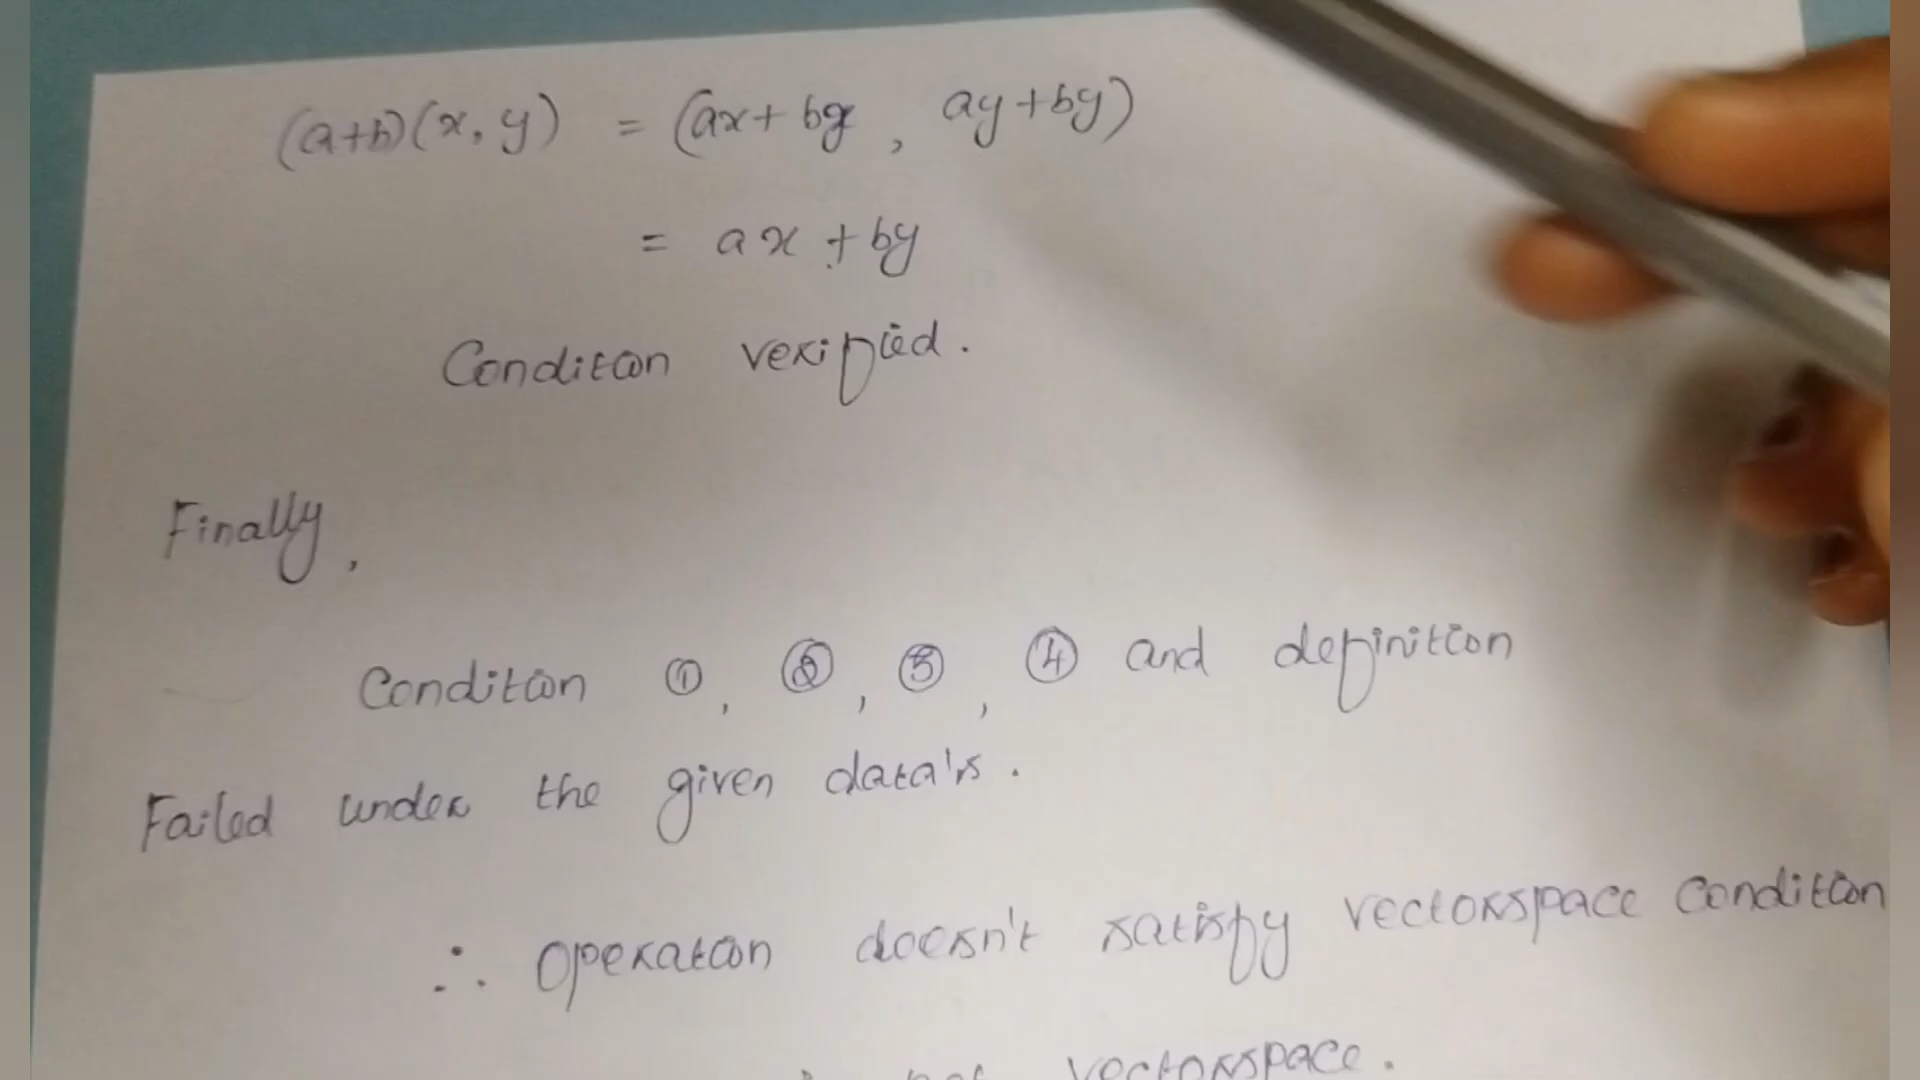 (a+b)(x, y) = (ax + bx , ay + by)
= ax + by
Condition verified.
Finally,
Condition ①, ②, ③, ④ and definition
Failed under the given data's.
∴ Operation doesn't satisfy vectorspace condition
not vectorspace.